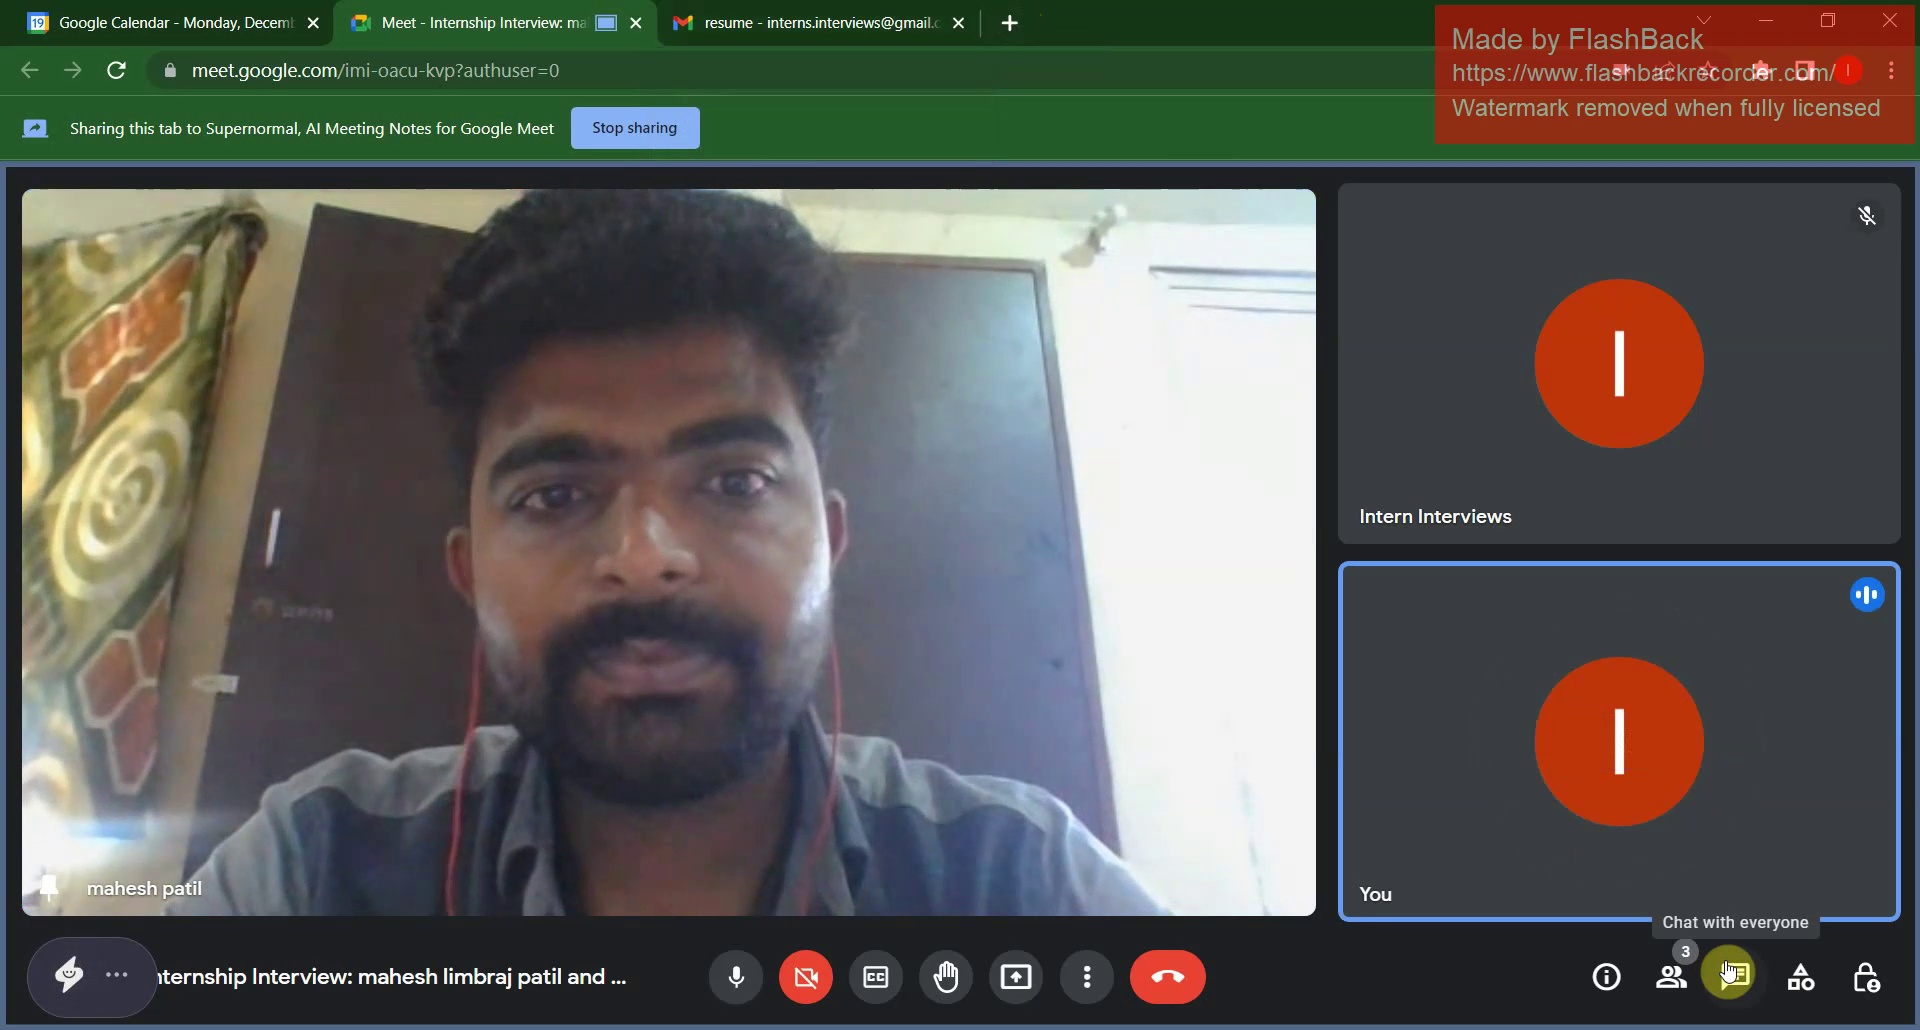 Google Calendar - Monday, Decem
Meet - Internship Interview: ma
resume - interns.interviews@gmail.c
Made by FlashBack
meet.google.com/imi-oacu-kvp?authuser=0
https://www.flashbackrecorder.com/
Watermark removed when fully licensed
Sharing this tab to Supernormal, AI Meeting Notes for Google Meet
Stop sharing
I
Intern Interviews
I
mahesh patil
You
Chat with everyone
3
nternship Interview: mahesh limbraj patil and ...
CC